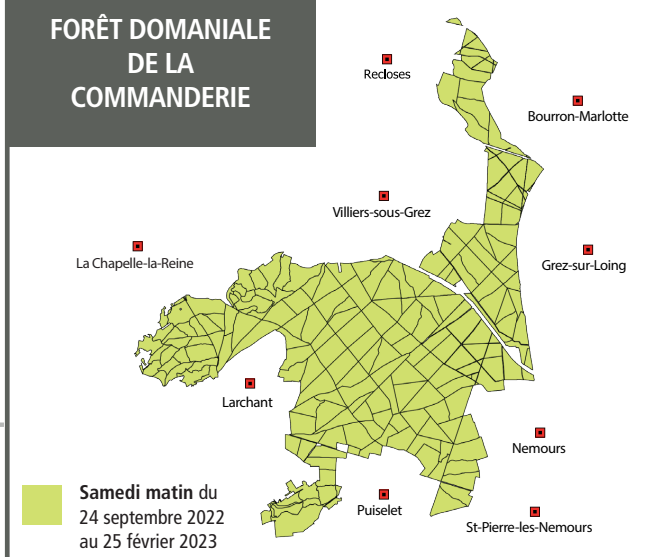 FORÊT DOMANIALE
DE LA
COMMANDERIE
Recloses
Bourron-Marlotte
Villiers-sous-Grez
La Chapelle-la-Reine
Grez-sur-Loing
Larchant
Nemours
Puiselet
St-Pierre-les-Nemours
Samedi matin du
24 septembre 2022
au 25 février 2023